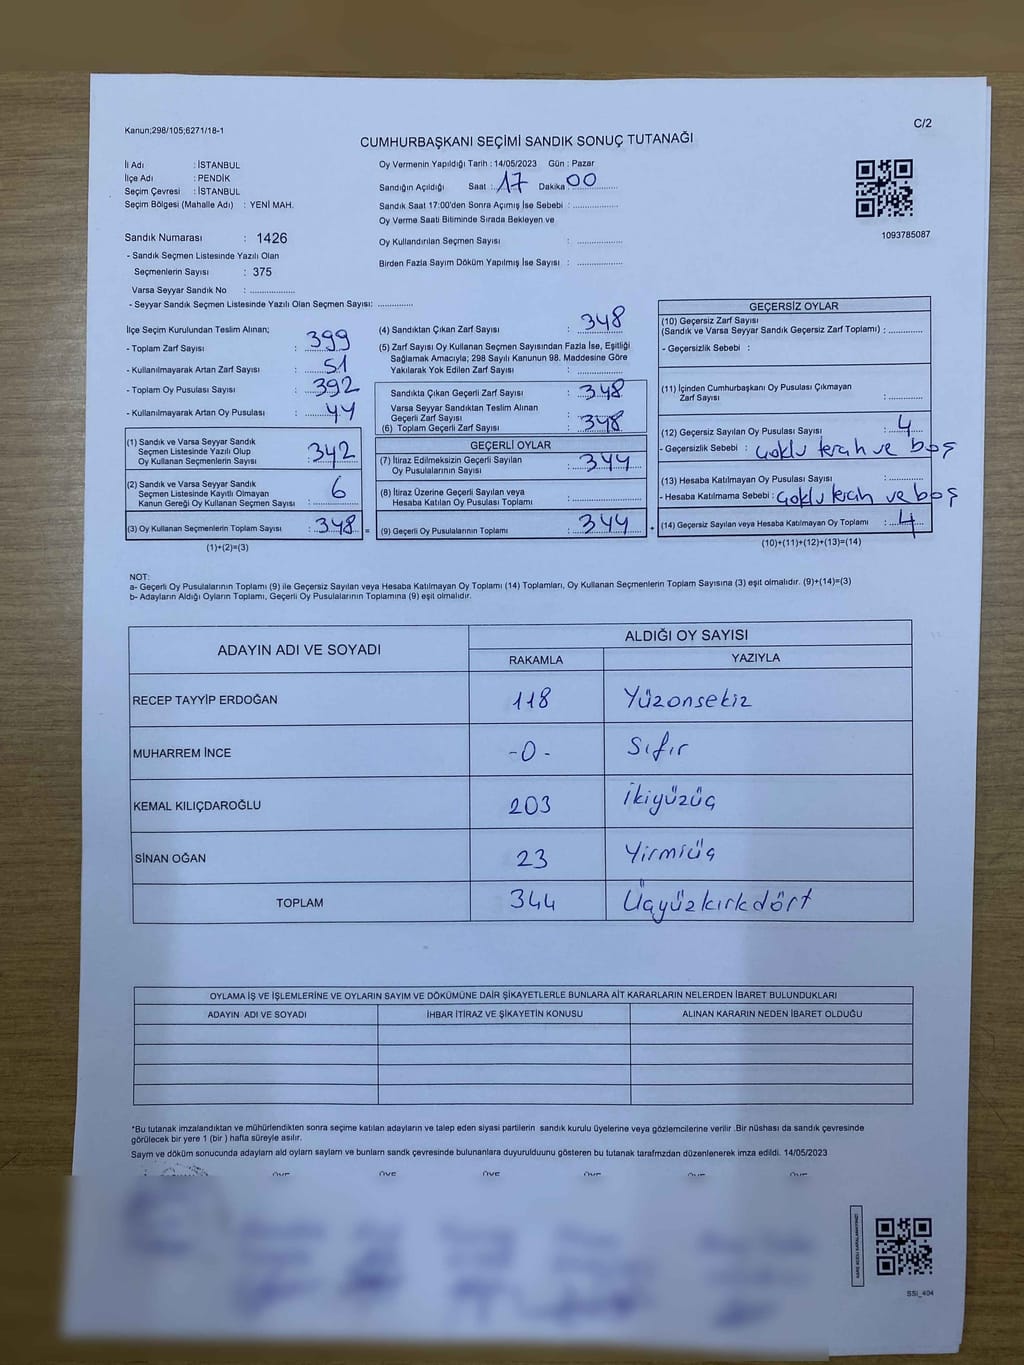 Kanun;298/105;6271/18-1
C/2
CUMHURBAŞKANI SEÇİMİ SANDIK SONUÇ TUTANAĞI
İl Adı : İSTANBUL
İlçe Adı : PENDİK
Seçim Çevresi : İSTANBUL
Seçim Bölgesi (Mahalle Adı) : YENİ MAH.
Oy Vermenin Yapıldığı Tarih : 14/05/2023 Gün : Pazar
Sandığın Açıldığı Saat : 17 Dakika 00
Sandık Saat 17:00'den Sonra Açımış İse Sebebi :
Oy Verme Saati Bitiminde Sırada Bekleyen ve
Oy Kullandırılan Seçmen Sayısı :
Birden Fazla Sayım Döküm Yapılmış İse Sayısı :
1093785087
Sandık Numarası : 1426
- Sandık Seçmen Listesinde Yazılı Olan
Seçmenlerin Sayısı : 375
Varsa Seyyar Sandık No :
- Seyyar Sandık Seçmen Listesinde Yazılı Olan Seçmen Sayısı:
İlçe Seçim Kurulundan Teslim Alınan;
- Toplam Zarf Sayısı : 399
- Kullanılmayarak Artan Zarf Sayısı : 51
- Toplam Oy Pusulası Sayısı : 392
- Kullanılmayarak Artan Oy Pusulası : 44
(1) Sandık ve Varsa Seyyar Sandık
Seçmen Listesinde Yazılı Olup
Oy Kullanan Seçmenlerin Sayısı : 342
(2) Sandık ve Varsa Seyyar Sandık
Seçmen Listesinde Kayıtlı Olmayan
Kanun Gereği Oy Kullanan Seçmen Sayısı : 6
(3) Oy Kullanan Seçmenlerin Toplam Sayısı : 348 =
(1)+(2)=(3)
(4) Sandıktan Çıkan Zarf Sayısı : 348
(5) Zarf Sayısı Oy Kullanan Seçmen Sayısından Fazla İse, Eşitliği
Sağlamak Amacıyla; 298 Sayılı Kanunun 98. Maddesine Göre
Yakılarak Yok Edilen Zarf Sayısı :
Sandıkta Çıkan Geçerli Zarf Sayısı : 348
Varsa Seyyar Sandıktan Teslim Alınan
Geçerli Zarf Sayısı :
(6) Toplam Geçerli Zarf Sayısı : 348
GEÇERLİ OYLAR
(7) İtiraz Edilmeksizin Geçerli Sayılan
Oy Pusulalarının Sayısı : 344
(8) İtiraz Üzerine Geçerli Sayılan veya
Hesaba Katılan Oy Pusulası Toplamı :
(9) Geçerli Oy Pusulalarının Toplamı : 344 +
GEÇERSİZ OYLAR
(10) Geçersiz Zarf Sayısı
(Sandık ve Varsa Seyyar Sandık Geçersiz Zarf Toplamı) :
- Geçersizlik Sebebi :
(11) İçinden Cumhurbaşkanı Oy Pusulası Çıkmayan
Zarf Sayısı :
(12) Geçersiz Sayılan Oy Pusulası Sayısı : 4
- Geçersizlik Sebebi : çoklu tercih ve boş
(13) Hesaba Katılmayan Oy Pusulası Sayısı :
- Hesaba Katılmama Sebebi : çoklu tercih ve boş
(14) Geçersiz Sayılan veya Hesaba Katılmayan Oy Toplamı : 4
(10)+(11)+(12)+(13)=(14)
NOT:
a- Geçerli Oy Pusulalarının Toplamı (9) ile Geçersiz Sayılan veya Hesaba Katılmayan Oy Toplamı (14) Toplamları, Oy Kullanan Seçmenlerin Toplam Sayısına (3) eşit olmalıdır. (9)+(14)=(3)
b- Adayların Aldığı Oyların Toplamı, Geçerli Oy Pusulalarının Toplamına (9) eşit olmalıdır.
ADAYIN ADI VE SOYADI ALDIĞI OY SAYISI
RAKAMLA YAZIYLA
RECEP TAYYİP ERDOĞAN 118 Yüzonsekiz
MUHARREM İNCE -0- Sıfır
KEMAL KILIÇDAROĞLU 203 İkiyüzüç
SİNAN OĞAN 23 Yirmiüç
TOPLAM 344 Üçyüzkırkdört
OYLAMA İŞ VE İŞLEMLERİNE VE OYLARIN SAYIM VE DÖKÜMÜNE DAİR ŞİKAYETLERLE BUNLARA AİT KARARLARIN NELERDEN İBARET BULUNDUKLARI
ADAYIN ADI VE SOYADI İHBAR İTİRAZ VE ŞİKAYETİN KONUSU ALINAN KARARIN NEDEN İBARET OLDUĞU
*Bu tutanak imzalandıktan ve mühürlendikten sonra seçime katılan adayların ve talep eden siyasi partilerin sandık kurulu üyelerine veya gözlemcilerine verilir .Bir nüshası da sandık çevresinde
görülecek bir yere 1 (bir ) hafta süreyle asılır.
Sayım ve döküm sonucunda adayların ald oyların sayları ve bunların sandk çevresinde bulunanlara duyurulduunu gösteren bu tutanak tarafmzdan düzenlenerek imza edildi. 14/05/2023
SSI_404